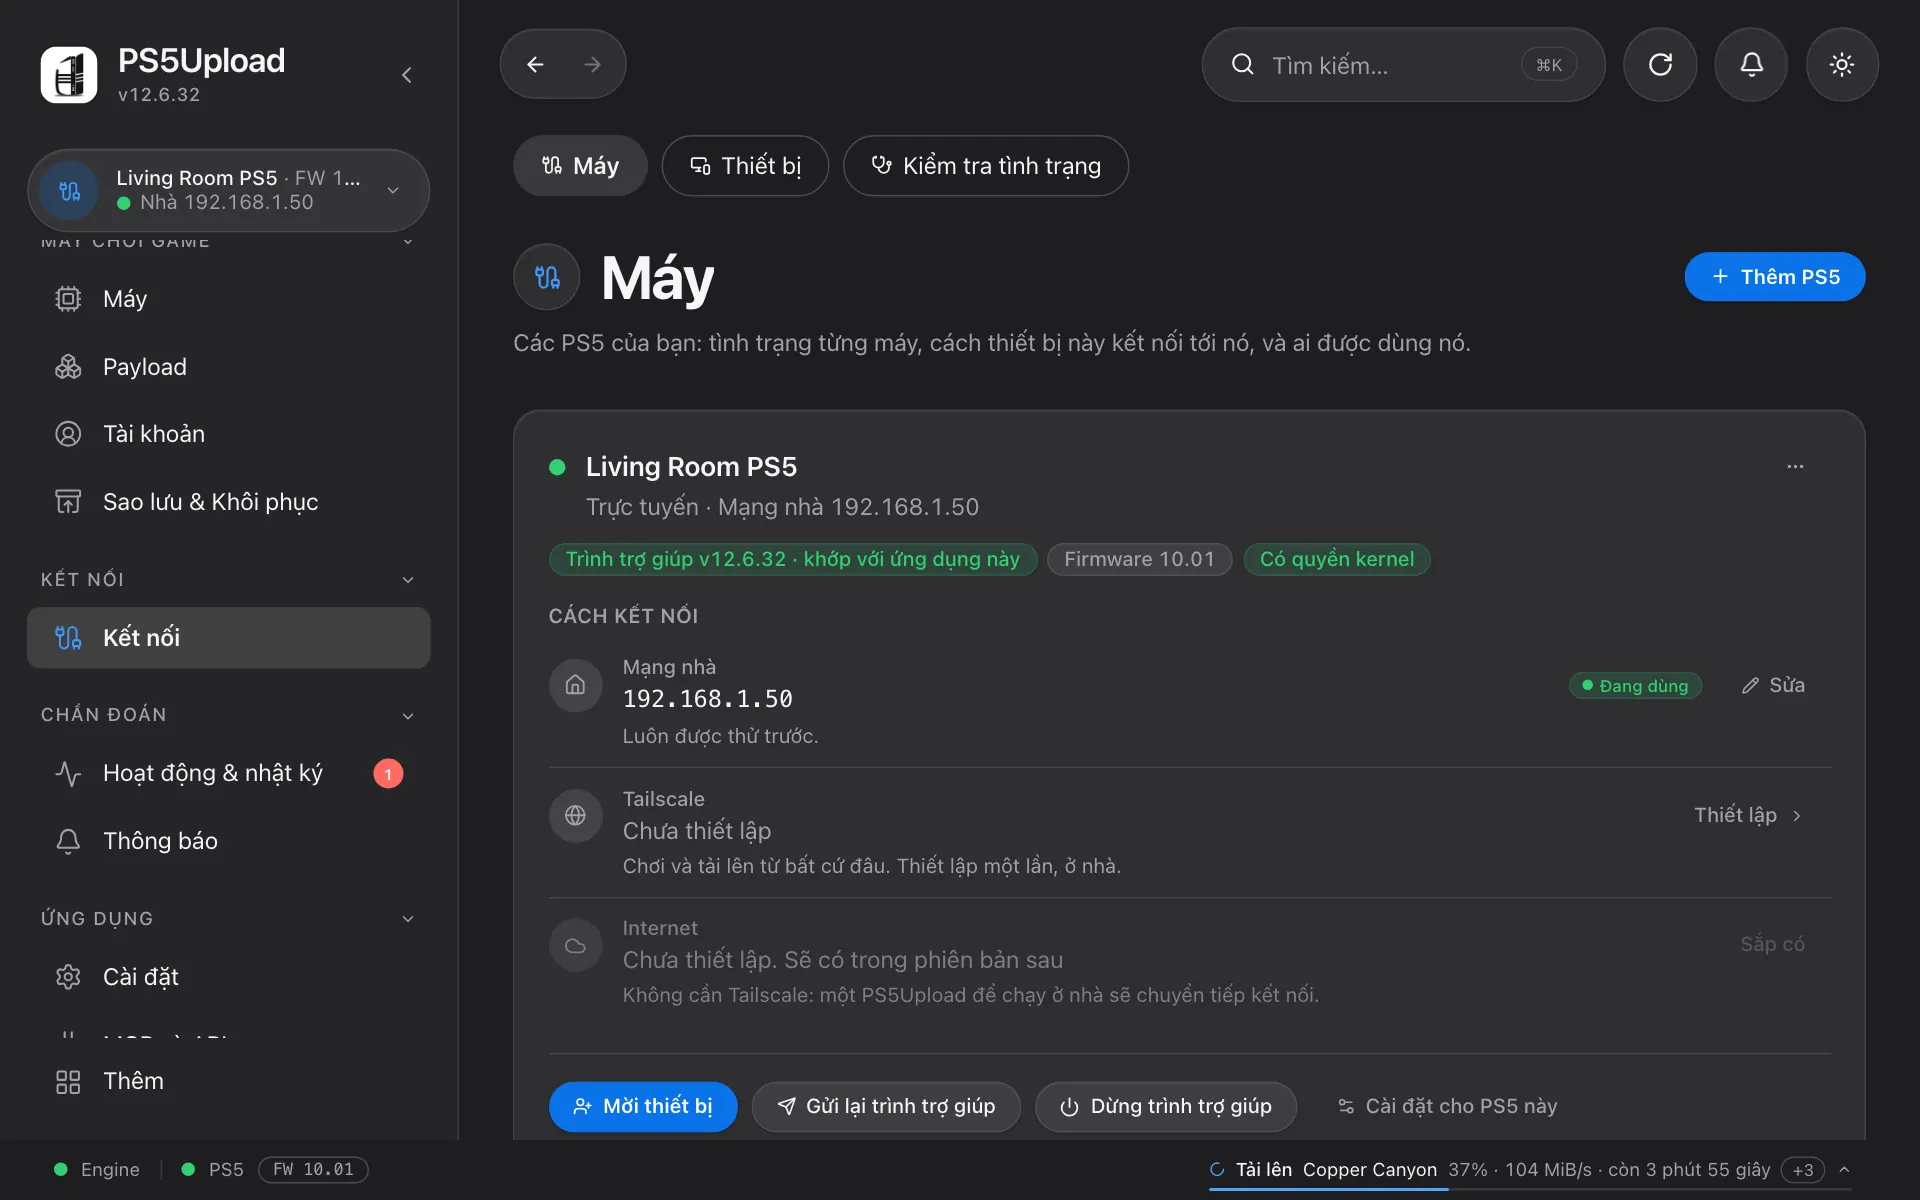 PS5Upload
v12.6.32
Living Room PS5 · FW 1...
Nhà 192.168.1.50
MÁY CHƠI GAME
Máy
Payload
Tài khoản
Sao lưu & Khôi phục
KẾT NỐI
Kết nối
CHẨN ĐOÁN
Hoạt động & nhật ký
1
Thông báo
ỨNG DỤNG
Cài đặt
Thêm
Tìm kiếm...
⌘K
Máy
Thiết bị
Kiểm tra tình trạng
Máy
Thêm PS5
Các PS5 của bạn: tình trạng từng máy, cách thiết bị này kết nối tới nó, và ai được dùng nó.
Living Room PS5
Trực tuyến · Mạng nhà 192.168.1.50
Trình trợ giúp v12.6.32 · khớp với ứng dụng này
Firmware 10.01
Có quyền kernel
CÁCH KẾT NỐI
Mạng nhà
192.168.1.50
Luôn được thử trước.
Đang dùng
Sửa
Tailscale
Chưa thiết lập
Chơi và tải lên từ bất cứ đâu. Thiết lập một lần, ở nhà.
Thiết lập
Internet
Chưa thiết lập. Sẽ có trong phiên bản sau
Không cần Tailscale: một PS5Upload để chạy ở nhà sẽ chuyển tiếp kết nối.
Sắp có
Mời thiết bị
Gửi lại trình trợ giúp
Dừng trình trợ giúp
Cài đặt cho PS5 này
Engine
PS5
FW 10.01
Tải lên Copper Canyon 37% · 104 MiB/s · còn 3 phút 55 giây
+3